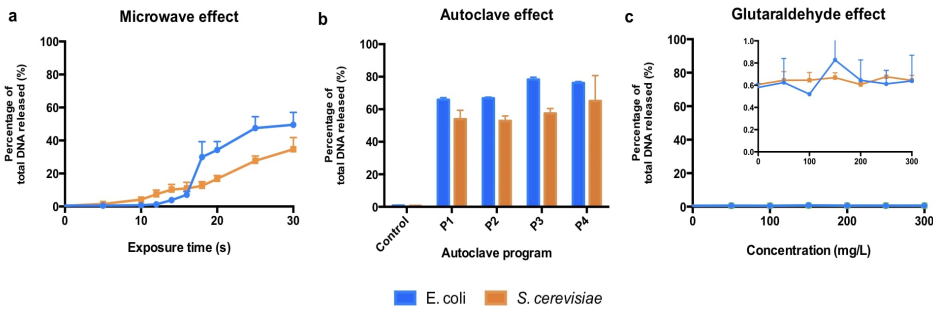 a
Microwave effect
Percentage of
total DNA released (%)
100
80
60
40
20
0
0
10
20
30
Exposure time (s)
b
Autoclave effect
Percentage of
total DNA released (%)
100
80
60
40
20
0
Control
P1
P2
P3
P4
Autoclave program
c
Glutaraldehyde effect
Percentage of
total DNA released (%)
100
80
60
40
20
0
0
100
200
300
Concentration (mg/L)
1.0
0.8
0.6
0.4
0.2
0.0
0
100
200
300
E. coli
S. cerevisiae